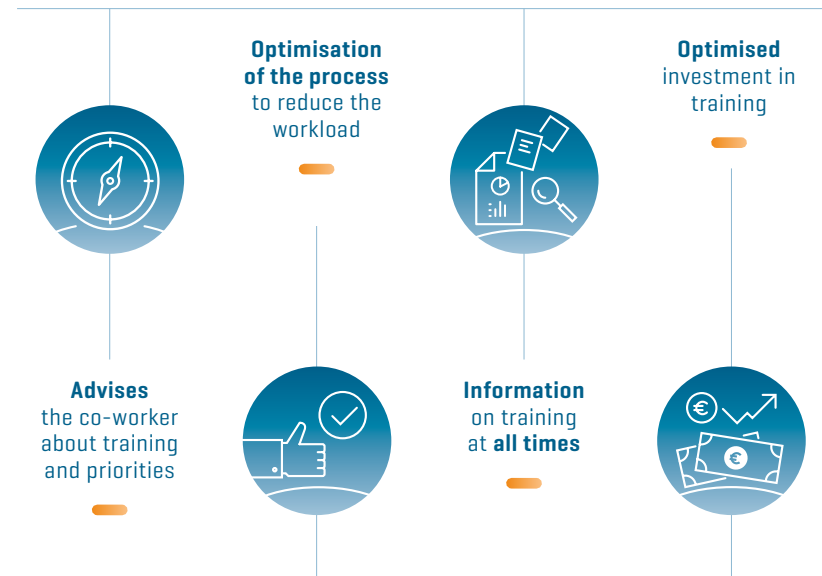 Optimisation
of the process
to reduce the
workload
Optimised
investment in
training
Advises
the co-worker
about training
and priorities
Information
on training
at all times